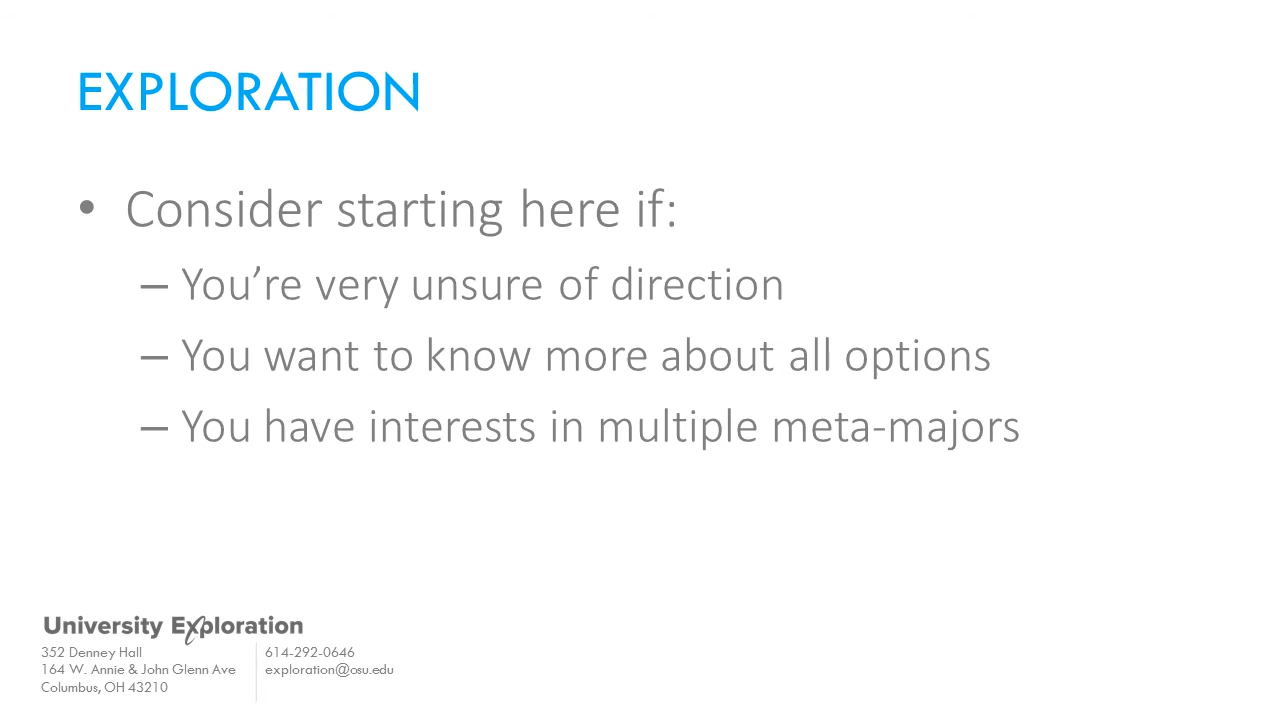 EXPLORATION
• Consider starting here if:
– You’re very unsure of direction
– You want to know more about all options
– You have interests in multiple meta-majors
University Exploration
352 Denney Hall
164 W. Annie & John Glenn Ave
Columbus, OH 43210
614-292-0646
exploration@osu.edu